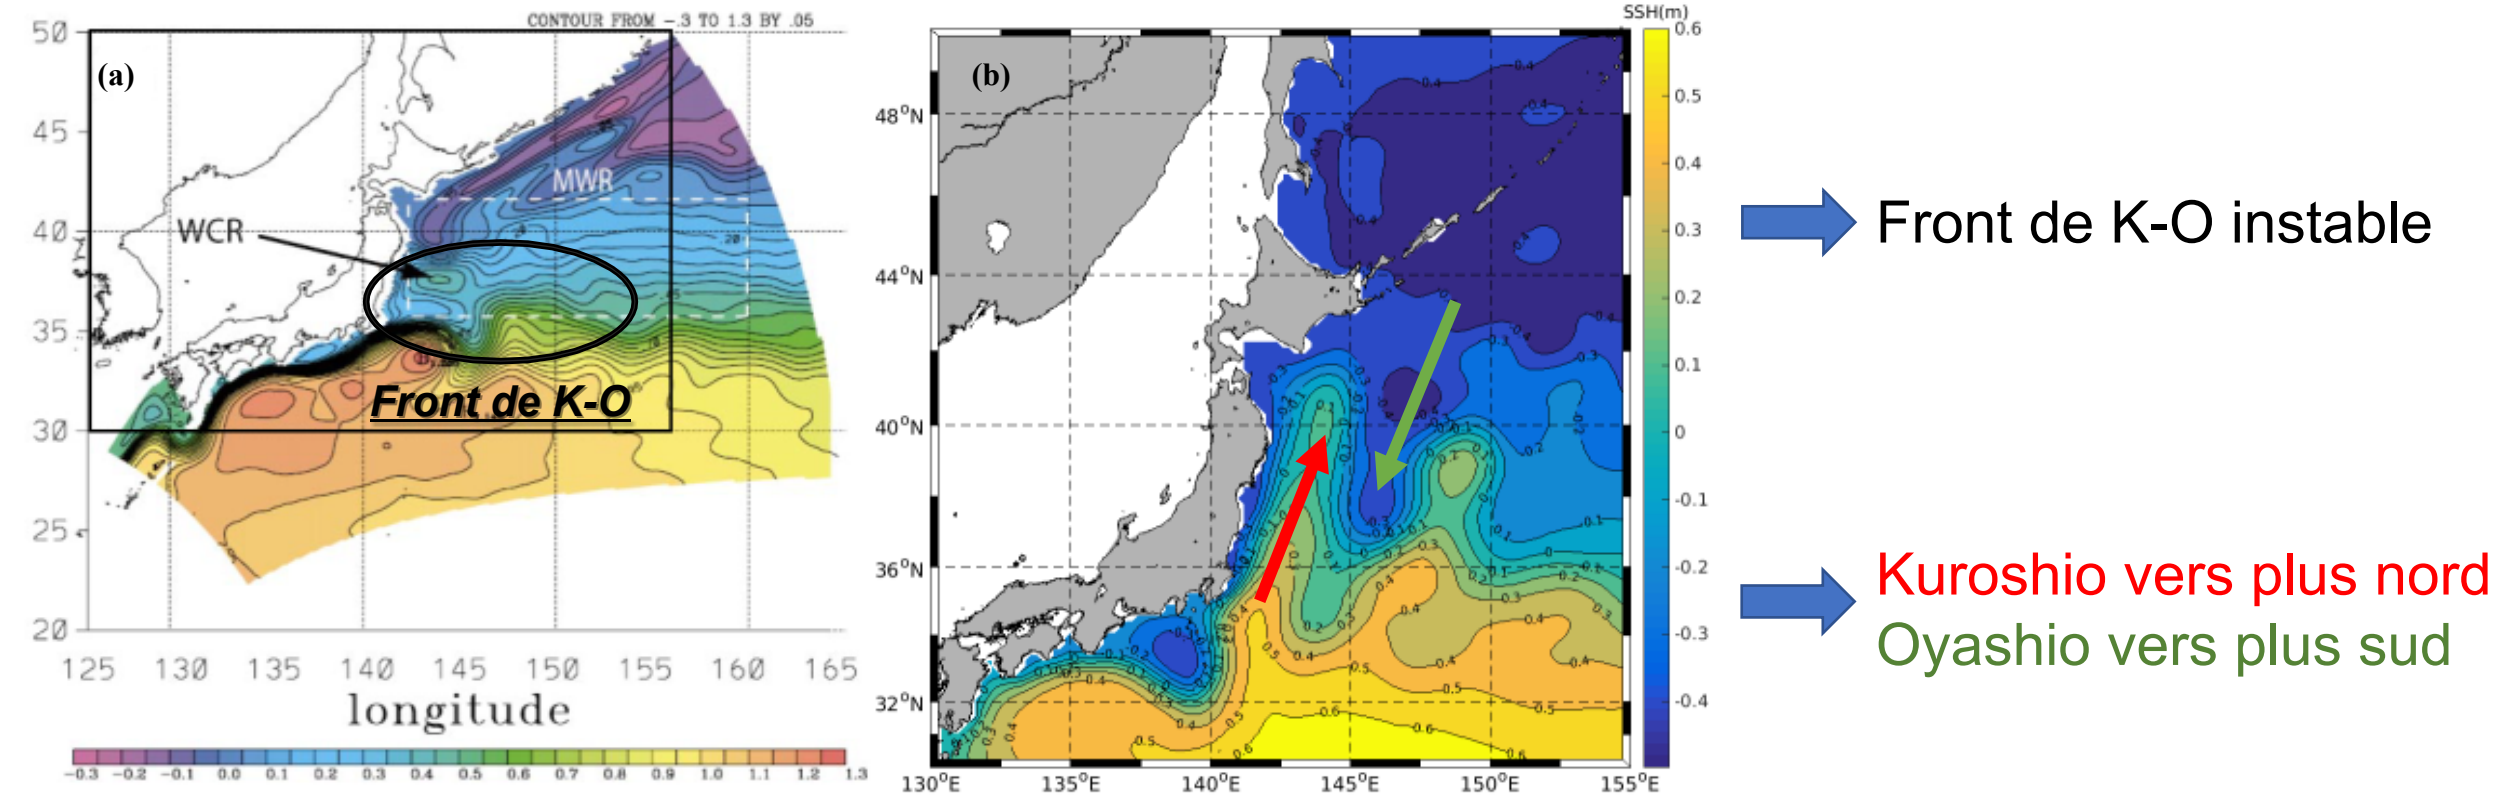 CONTOUR FROM -.3 TO 1.3 BY .05
(a)
50
45
40
35
30
25
20
MWR
WCR
Front de K-O
125 130 135 140 145 150 155 160 165
longitude
-0.3 -0.2 -0.1 0.0 0.1 0.2 0.3 0.4 0.5 0.6 0.7 0.8 0.9 1.0 1.1 1.2 1.3
SSH(m)
(b)
48°N
44°N
40°N
36°N
32°N
130°E 135°E 140°E 145°E 150°E 155°E
0.6
0.5
0.4
0.3
0.2
0.1
0
-0.1
-0.2
-0.3
-0.4
Front de K-O instable
Kuroshio vers plus nord
Oyashio vers plus sud